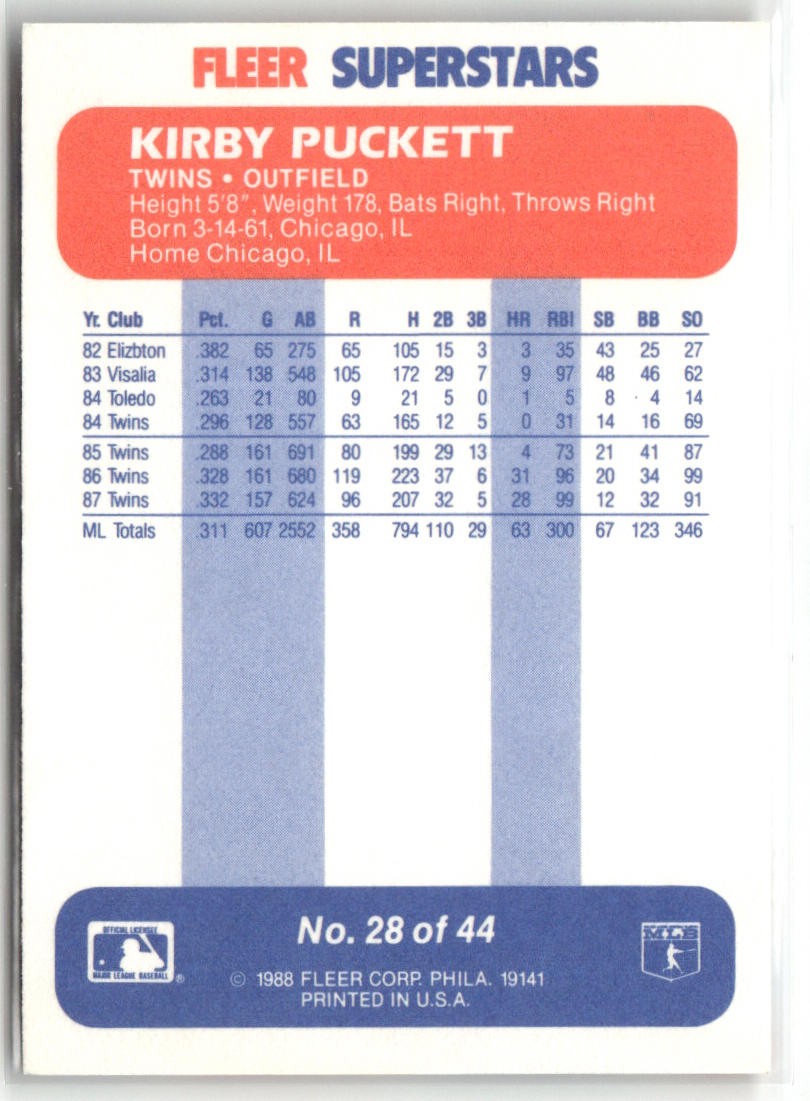 FLEER SUPERSTARS
KIRBY PUCKETT
TWINS • OUTFIELD
Height 5'8", Weight 178, Bats Right, Throws Right
Born 3-14-61, Chicago, IL
Home Chicago, IL
Yr. Club Pct. G AB R H 2B 3B HR RBI SB BB SO
82 Elizbton .382 65 275 65 105 15 3 3 35 43 25 27
83 Visalia .314 138 548 105 172 29 7 9 97 48 46 62
84 Toledo .263 21 80 9 21 5 0 1 5 8 4 14
84 Twins .296 128 557 63 165 12 5 0 31 14 16 69
85 Twins .288 161 691 80 199 29 13 4 73 21 41 87
86 Twins .328 161 680 119 223 37 6 31 96 20 34 99
87 Twins .332 157 624 96 207 32 5 28 99 12 32 91
ML Totals .311 607 2552 358 794 110 29 63 300 67 123 346
No. 28 of 44
OFFICIAL LICENSEE
MAJOR LEAGUE BASEBALL ®
© 1988 FLEER CORP. PHILA. 19141
PRINTED IN U.S.A.